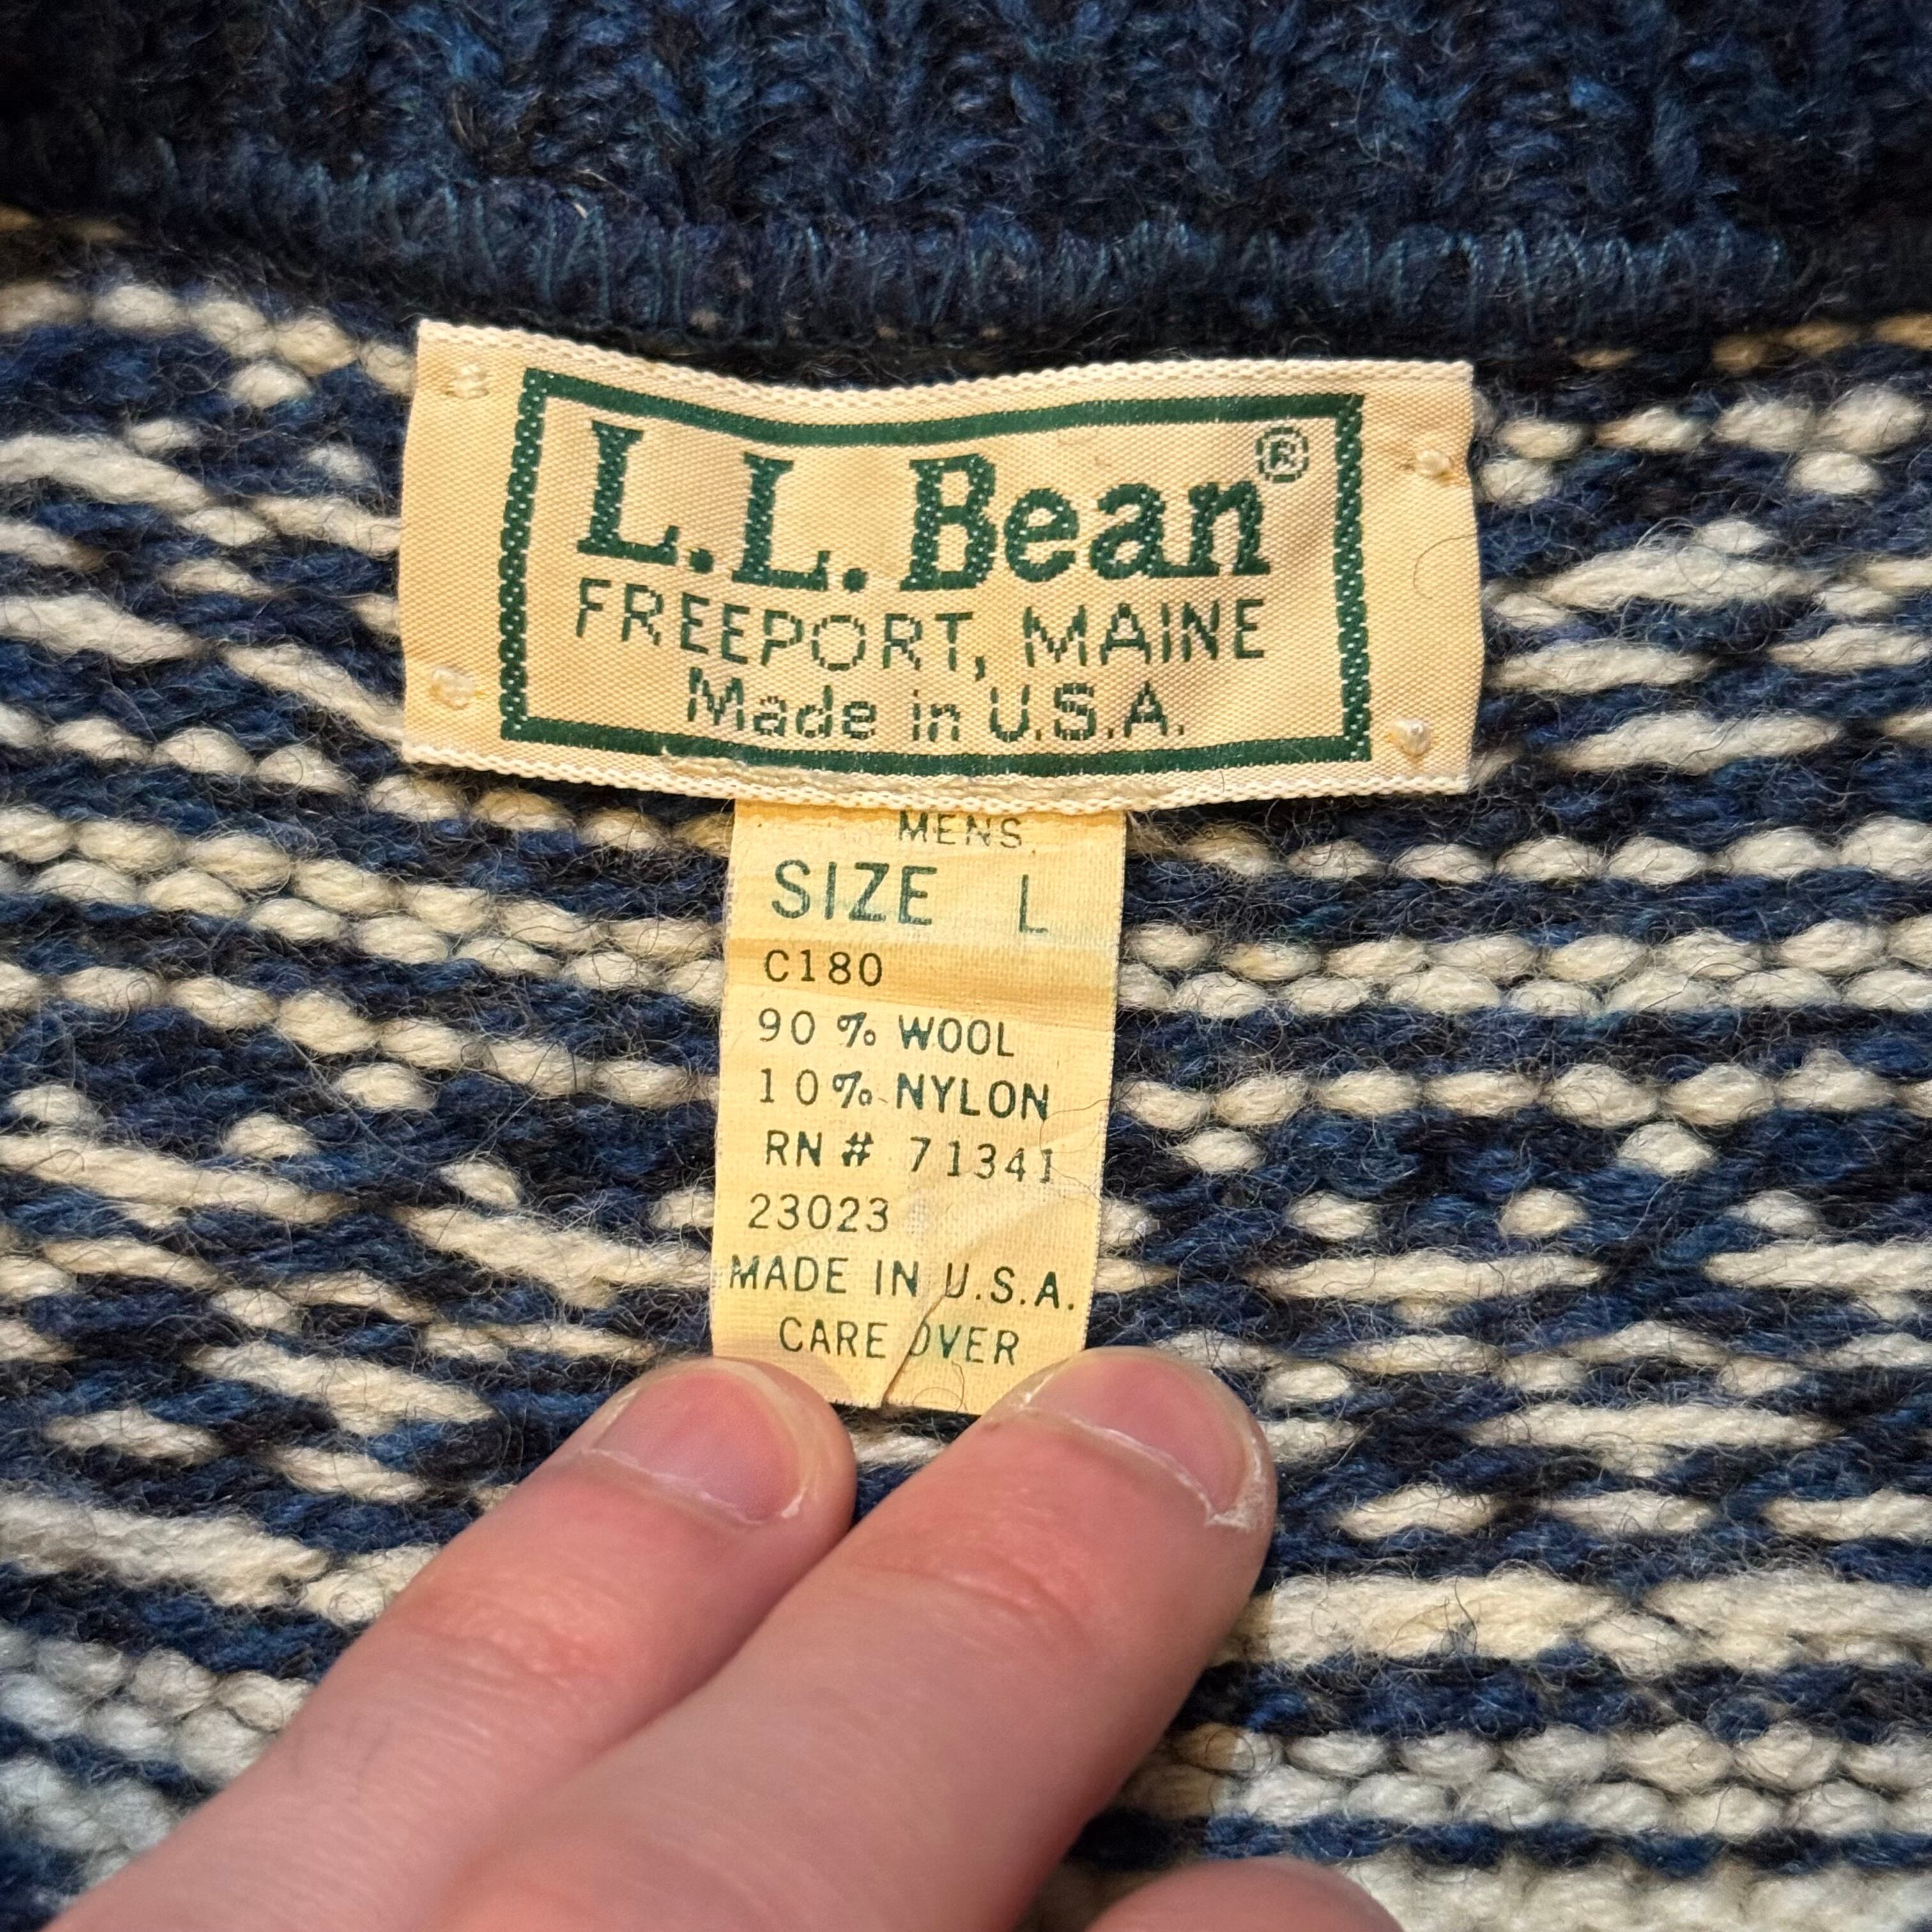 L.L. Bean®
FREEPORT, MAINE
Made in U.S.A.
MENS
SIZE L
C180
90 % WOOL
10% NYLON
RN # 71341
23023
MADE IN U.S.A.
CARE OVER